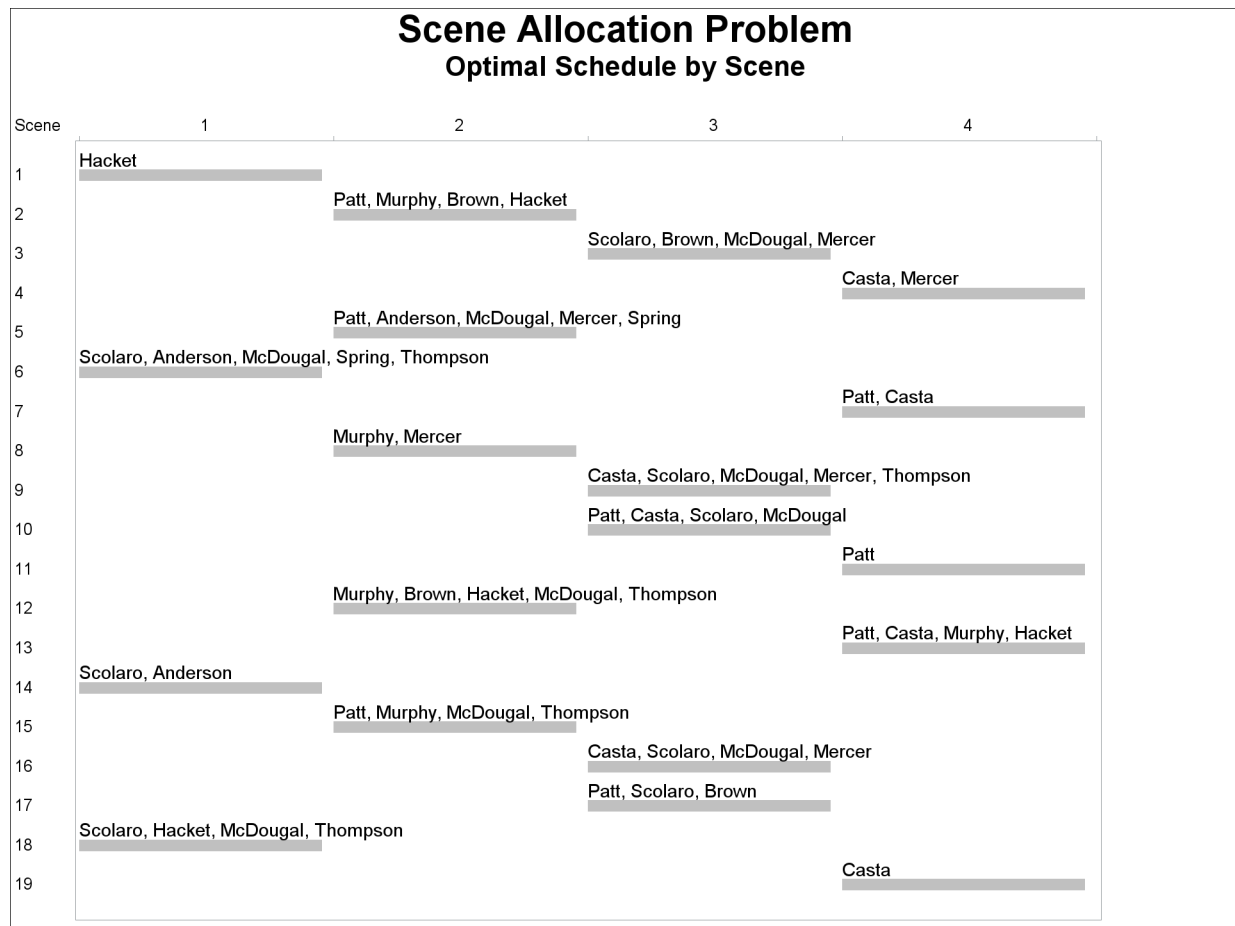 Scene Allocation Problem
Optimal Schedule by Scene
Scene 1 2 3 4
Hacket
1
Patt, Murphy, Brown, Hacket
2
Scolaro, Brown, McDougal, Mercer
3
Casta, Mercer
4
Patt, Anderson, McDougal, Mercer, Spring
5
Scolaro, Anderson, McDougal, Spring, Thompson
6
Patt, Casta
7
Murphy, Mercer
8
Casta, Scolaro, McDougal, Mercer, Thompson
9
Patt, Casta, Scolaro, McDougal
10
Patt
11
Murphy, Brown, Hacket, McDougal, Thompson
12
Patt, Casta, Murphy, Hacket
13
Scolaro, Anderson
14
Patt, Murphy, McDougal, Thompson
15
Casta, Scolaro, McDougal, Mercer
16
Patt, Scolaro, Brown
17
Scolaro, Hacket, McDougal, Thompson
18
Casta
19